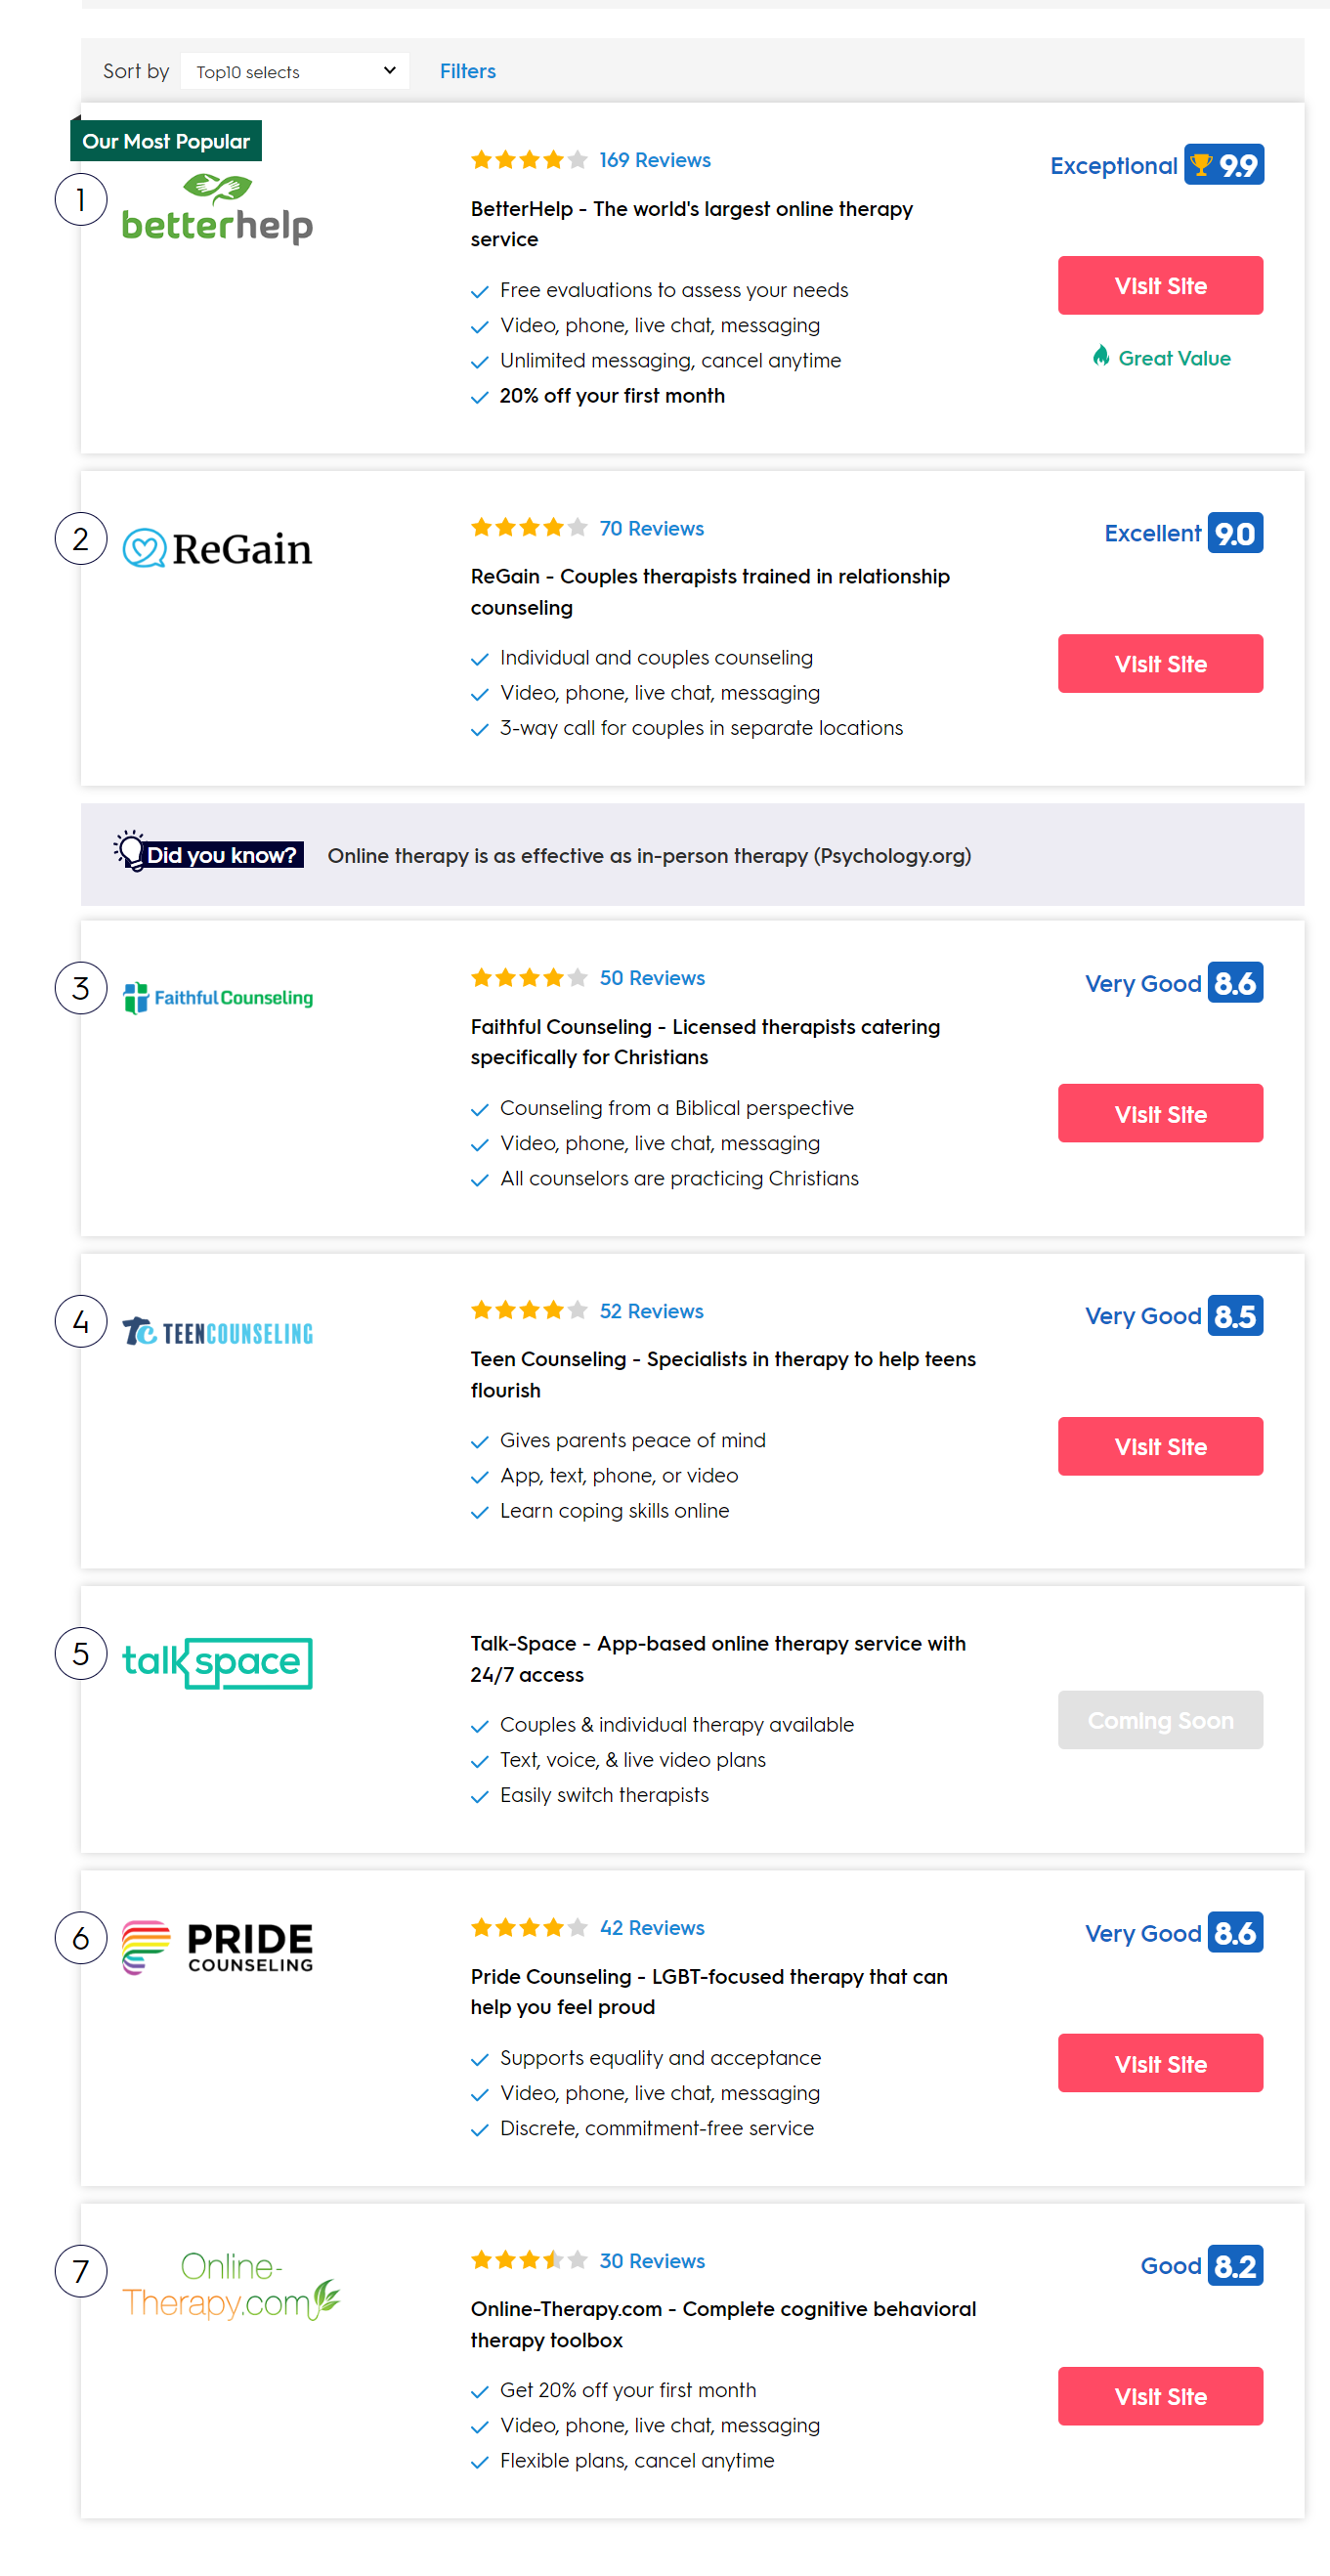 Sort by Top10 selects Filters
Our Most Popular
1
betterhelp
169 Reviews
BetterHelp - The world's largest online therapy
service
Free evaluations to assess your needs
Video, phone, live chat, messaging
Unlimited messaging, cancel anytime
20% off your first month
Exceptional 9.9
Visit Site
Great Value
2
ReGain
70 Reviews
ReGain - Couples therapists trained in relationship
counseling
Individual and couples counseling
Video, phone, live chat, messaging
3-way call for couples in separate locations
Excellent 9.0
Visit Site
Did you know? Online therapy is as effective as in-person therapy (Psychology.org)
3
Faithful Counseling
50 Reviews
Faithful Counseling - Licensed therapists catering
specifically for Christians
Counseling from a Biblical perspective
Video, phone, live chat, messaging
All counselors are practicing Christians
Very Good 8.6
Visit Site
4
Tc TEENCOUNSELING
52 Reviews
Teen Counseling - Specialists in therapy to help teens
flourish
Gives parents peace of mind
App, text, phone, or video
Learn coping skills online
Very Good 8.5
Visit Site
5
talkspace
Talk-Space - App-based online therapy service with
24/7 access
Couples & individual therapy available
Text, voice, & live video plans
Easily switch therapists
Coming Soon
6
PRIDE
COUNSELING
42 Reviews
Pride Counseling - LGBT-focused therapy that can
help you feel proud
Supports equality and acceptance
Video, phone, live chat, messaging
Discrete, commitment-free service
Very Good 8.6
Visit Site
7
Online-
Therapy.com
30 Reviews
Online-Therapy.com - Complete cognitive behavioral
therapy toolbox
Get 20% off your first month
Video, phone, live chat, messaging
Flexible plans, cancel anytime
Good 8.2
Visit Site